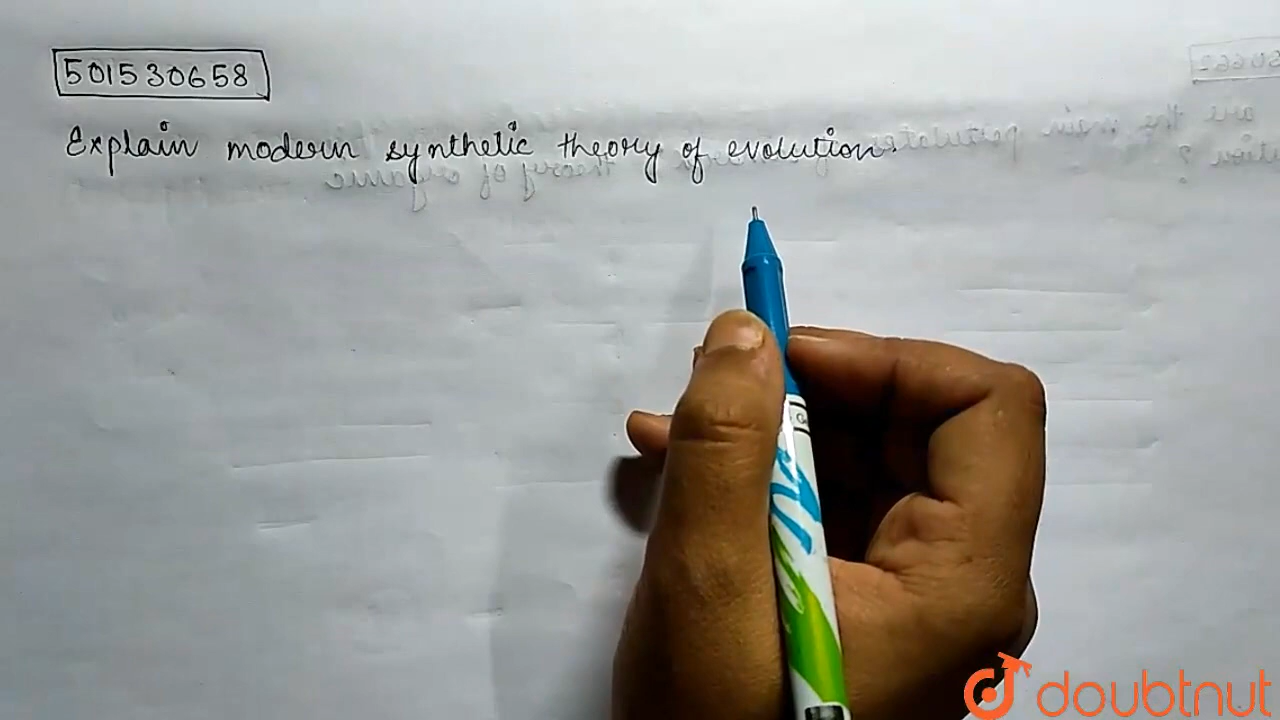 501530658
Explain modern synthetic theory of evolution.
doubtnut